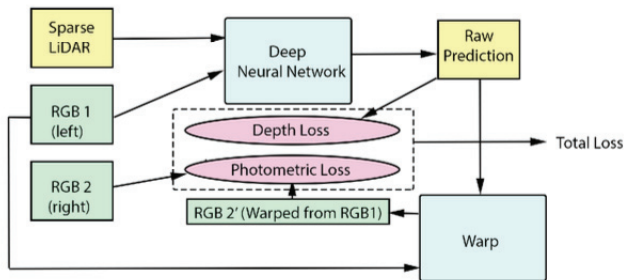 Sparse
LiDAR
Deep
Neural Network
Raw
Prediction
RGB 1
(left)
Depth Loss
Total Loss
Photometric Loss
RGB 2
(right)
RGB 2' (Warped from RGB1)
Warp